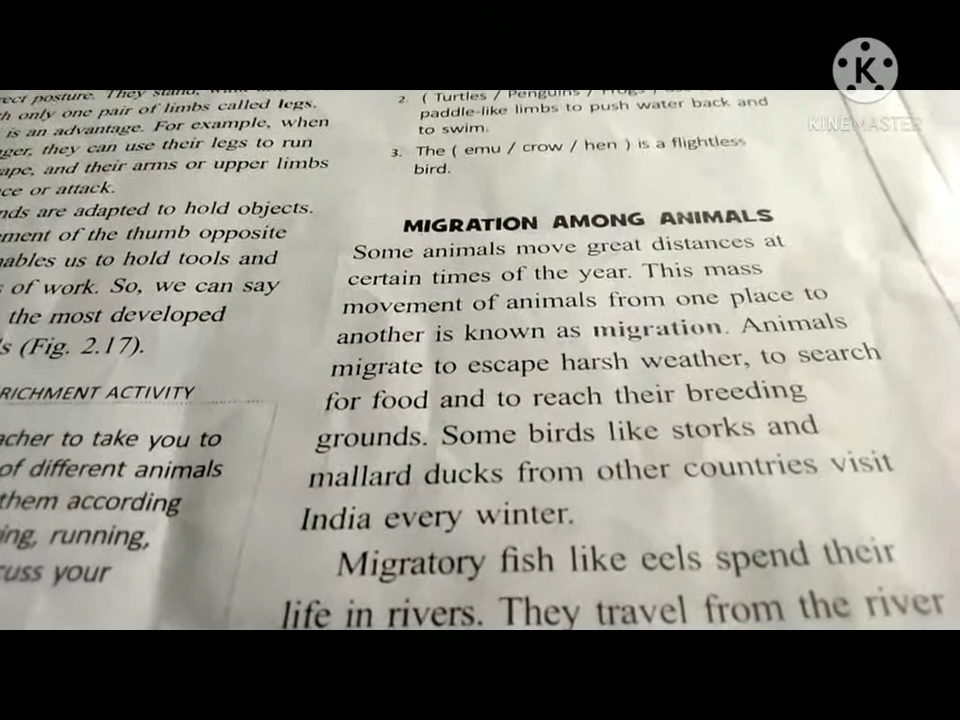 K
KINEMASTER
rect posture. They stand,
h only one pair of limbs called legs.
is an advantage. For example, when
ger, they can use their legs to run
ape, and their arms or upper limbs
ce or attack.
nds are adapted to hold objects.
ment of the thumb opposite
nables us to hold tools and
s of work. So, we can say
the most developed
s (Fig. 2.17).
RICHMENT ACTIVITY
acher to take you to
of different animals
them according
ing, running,
cuss your
2. ( Turtles / Penguins / Frogs /
paddle-like limbs to push water back and
to swim.
3. The ( emu / crow / hen ) is a flightless
bird.
MIGRATION AMONG ANIMALS
Some animals move great distances at
certain times of the year. This mass
movement of animals from one place to
another is known as migration. Animals
migrate to escape harsh weather, to search
for food and to reach their breeding
grounds. Some birds like storks and
mallard ducks from other countries visit
India every winter.
Migratory fish like eels spend their
life in rivers. They travel from the river